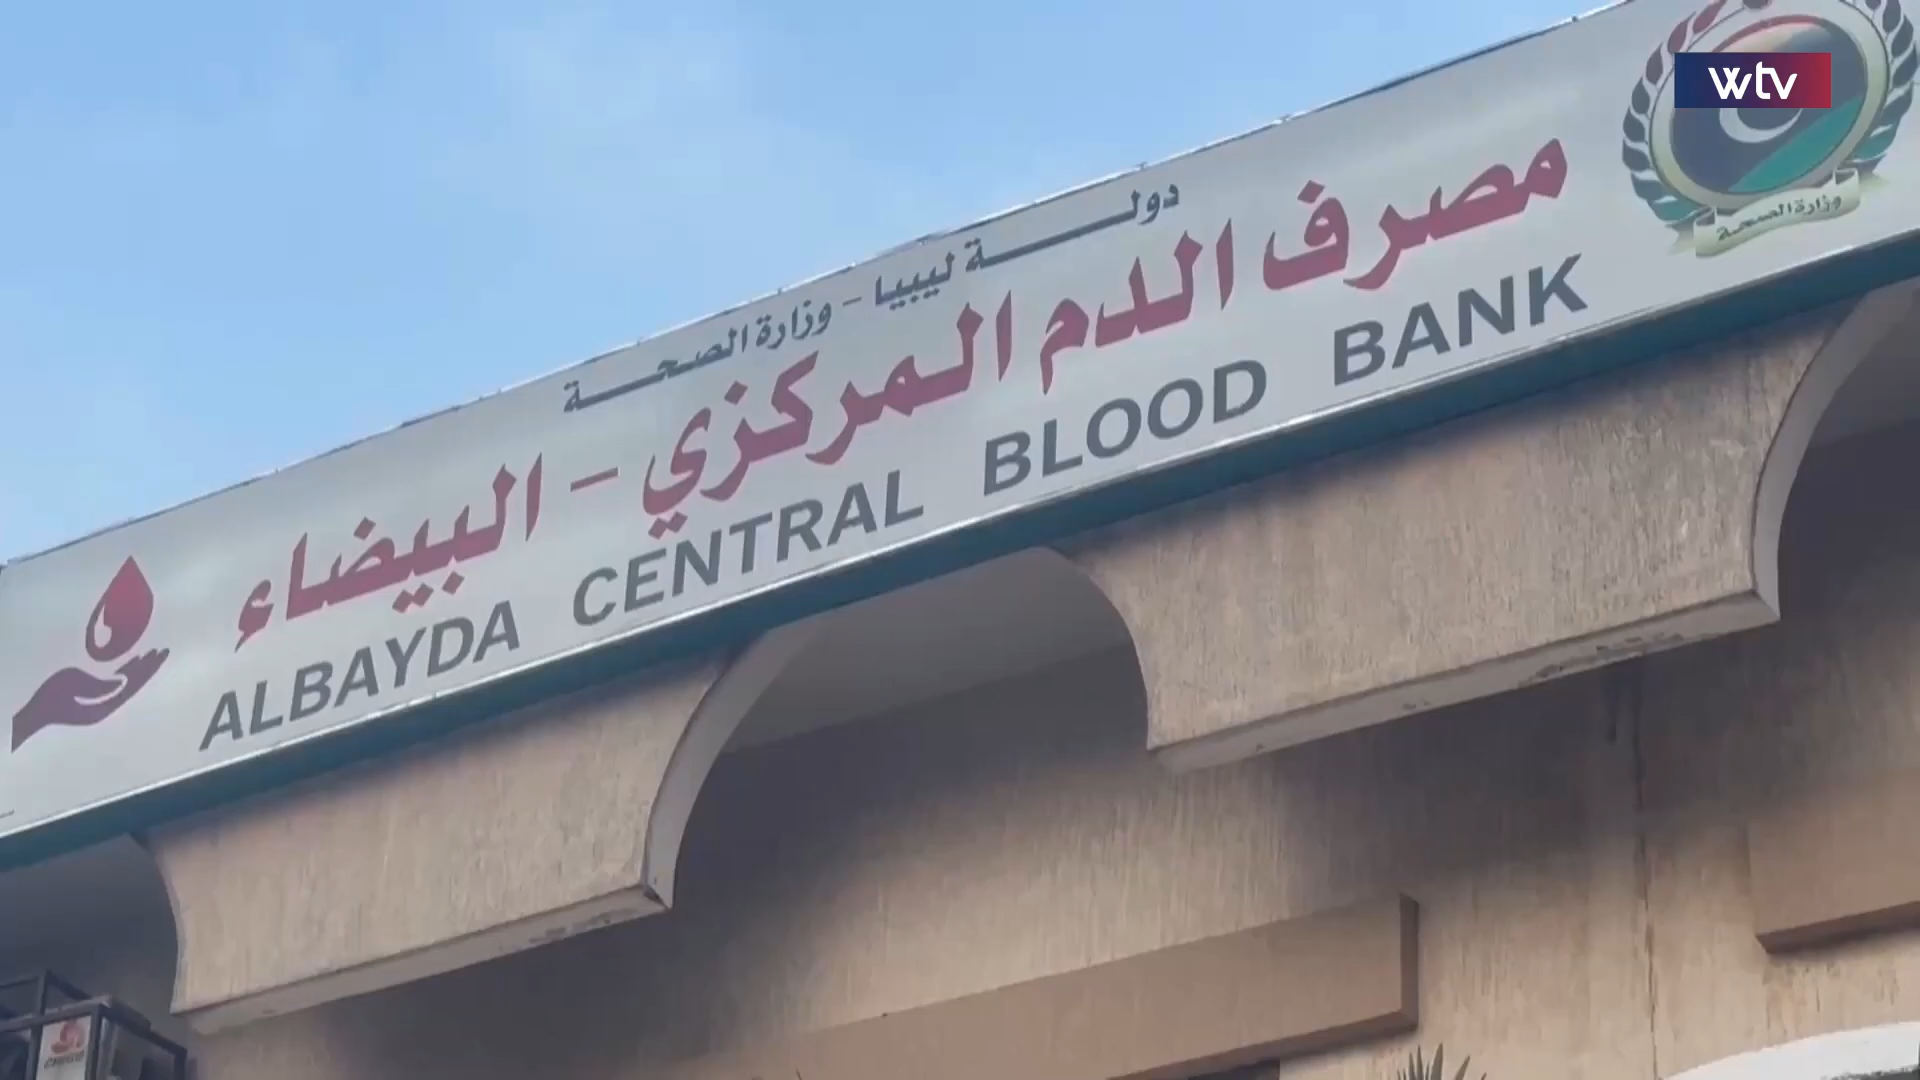 wtv
وزارة الصحة
دولة ليبيا - وزارة الصحة
مصرف الدم المركزي - البيضاء
ALBAYDA CENTRAL BLOOD BANK